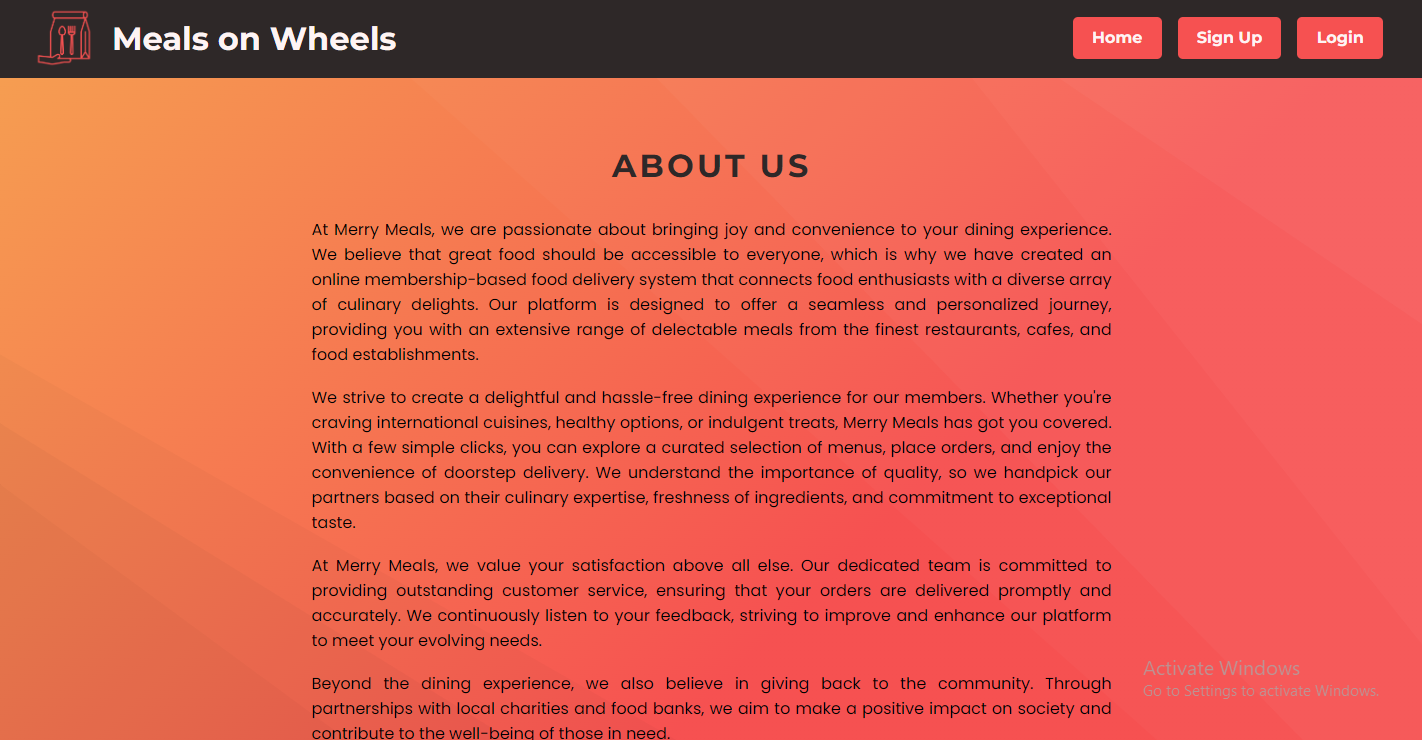 Meals on Wheels
Home
Sign Up
Login
ABOUT US
At Merry Meals, we are passionate about bringing joy and convenience to your dining experience.
We believe that great food should be accessible to everyone, which is why we have created an
online membership-based food delivery system that connects food enthusiasts with a diverse array
of culinary delights. Our platform is designed to offer a seamless and personalized journey,
providing you with an extensive range of delectable meals from the finest restaurants, cafes, and
food establishments.
We strive to create a delightful and hassle-free dining experience for our members. Whether you're
craving international cuisines, healthy options, or indulgent treats, Merry Meals has got you covered.
With a few simple clicks, you can explore a curated selection of menus, place orders, and enjoy the
convenience of doorstep delivery. We understand the importance of quality, so we handpick our
partners based on their culinary expertise, freshness of ingredients, and commitment to exceptional
taste.
At Merry Meals, we value your satisfaction above all else. Our dedicated team is committed to
providing outstanding customer service, ensuring that your orders are delivered promptly and
accurately. We continuously listen to your feedback, striving to improve and enhance our platform
to meet your evolving needs.
Beyond the dining experience, we also believe in giving back to the community. Through
partnerships with local charities and food banks, we aim to make a positive impact on society and
contribute to the well-being of those in need.
Activate Windows
Go to Settings to activate Windows.